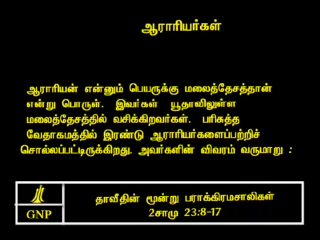 ஆராரியர்கள்
ஆராரியன் என்னும் பெயருக்கு மலைத்தேசத்தான்
என்று பொருள். இவர்கள் யூதாவிலுள்ள
மலைத்தேசத்தில் வசிக்கிறவர்கள். பரிசுத்த
வேதாகமத்தில் இரண்டு ஆராரியர்களைப்பற்றிச்
சொல்லப்பட்டிருக்கிறது. அவர்களின் விவரம் வருமாறு :
தாவீதின் மூன்று பராக்கிரமசாலிகள்
2சாமு 23:8-17
GNP